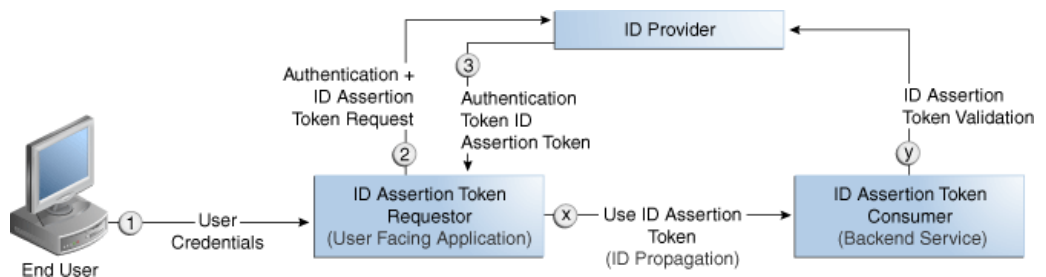 ID Provider
3
Authentication +
ID Assertion
Token Request
Authentication
Token ID
Assertion Token
ID Assertion
Token Validation
2
y
ID Assertion Token
Requestor
(User Facing Application)
x
Use ID Assertion
Token
(ID Propagation)
ID Assertion Token
Consumer
(Backend Service)
1
User
Credentials
End User